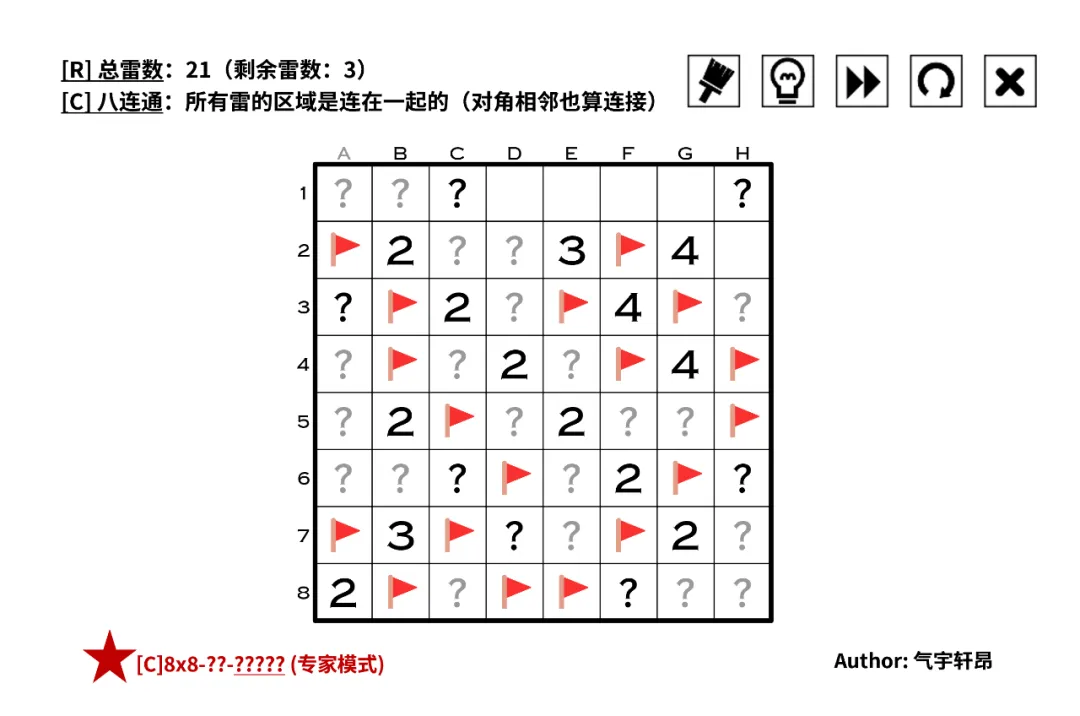 [R] 总雷数：21（剩余雷数：3）
[C] 八连通：所有雷的区域是连在一起的（对角相邻也算连接）
A B C D E F G H
1 ? ? ? ?
2 2 ? ? 3 4
3 ? 2 ? 4 ?
4 ? ? 2 ? 4
5 ? 2 ? 2 ? ?
6 ? ? ? ? 2 ?
7 3 ? ? 2 ?
8 2 ? ? ? ?
[C]8x8-??-????? (专家模式)
Author: 气宇轩昂